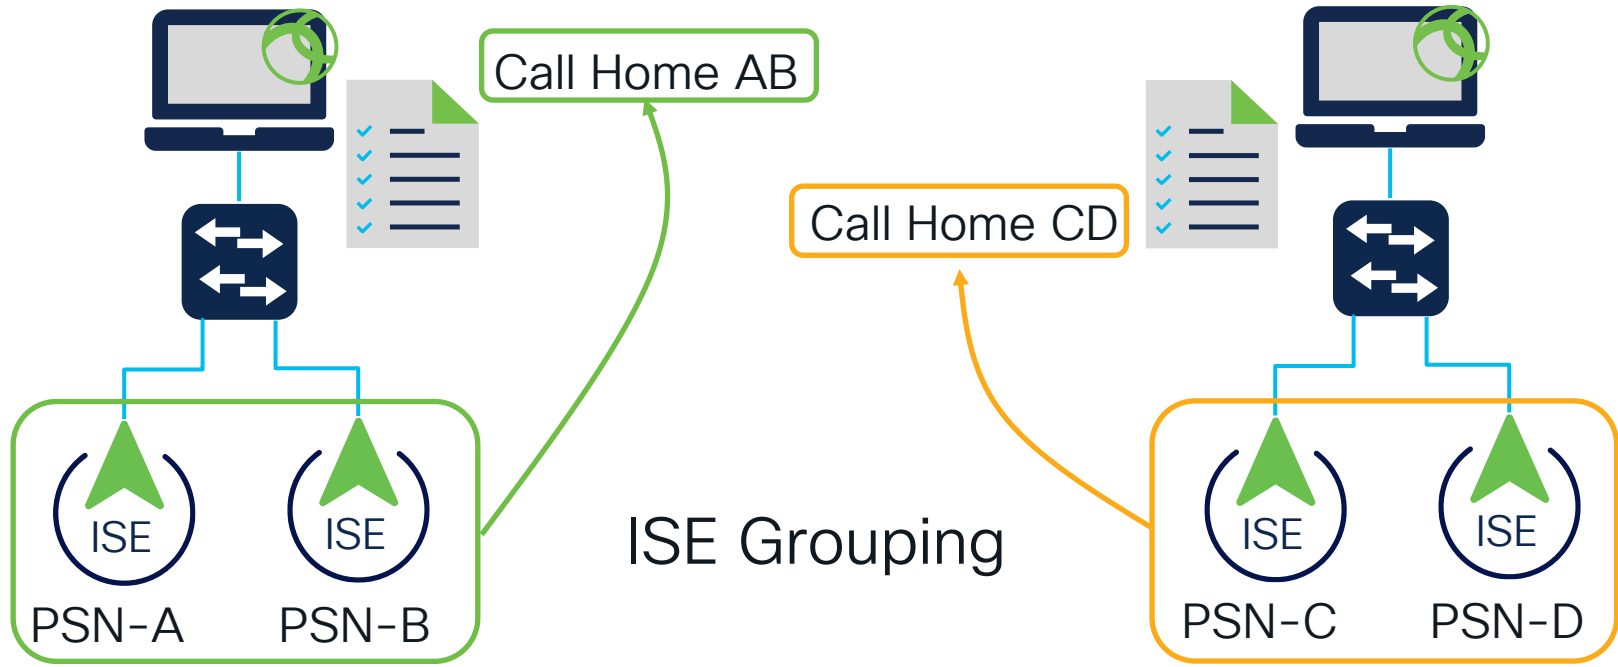 Call Home AB
Call Home CD
ISE
ISE
ISE Grouping
ISE
ISE
PSN-A
PSN-B
PSN-C
PSN-D